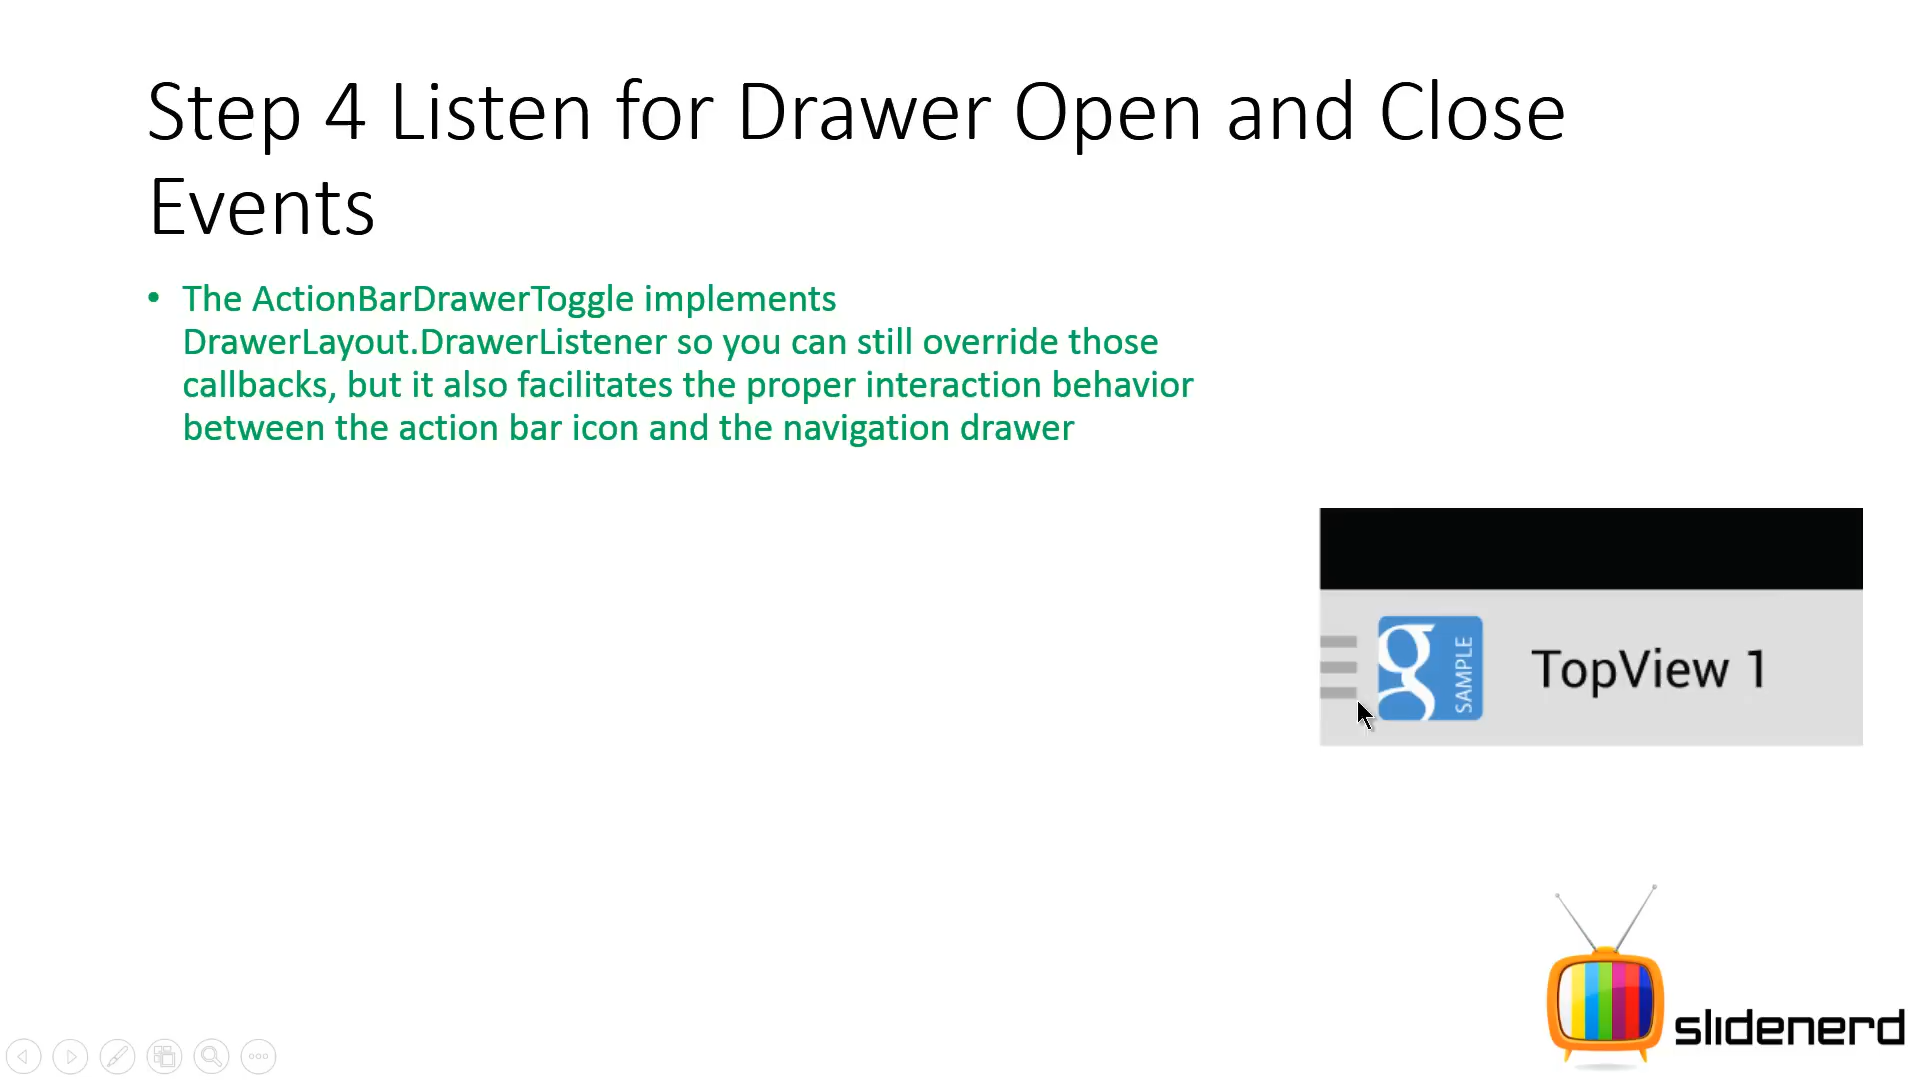 Step 4 Listen for Drawer Open and Close
Events
• The ActionBarDrawerToggle implements
DrawerLayout.DrawerListener so you can still override those
callbacks, but it also facilitates the proper interaction behavior
between the action bar icon and the navigation drawer
g SAMPLE TopView 1
slidenerd